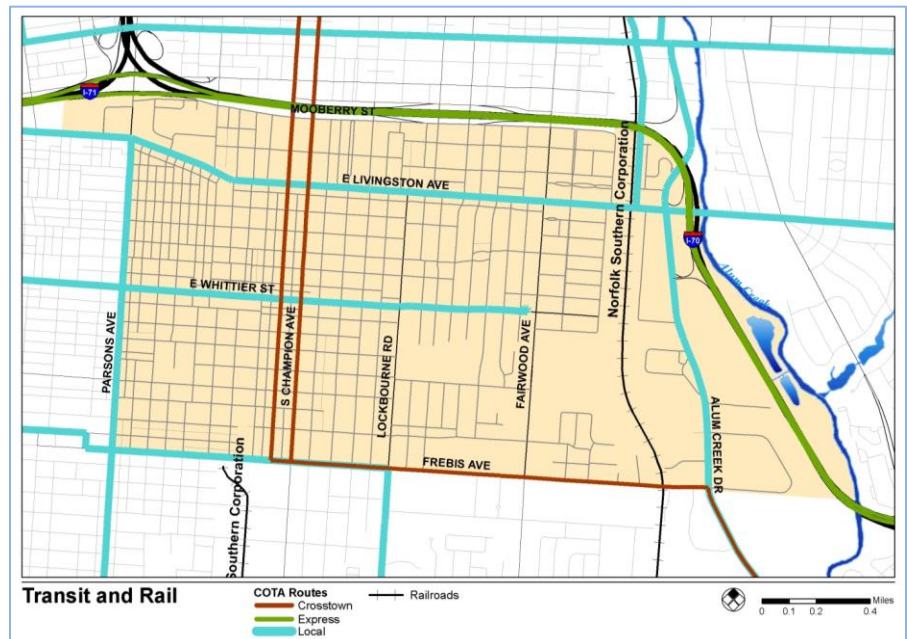 I-71
MOOBERRY ST
E LIVINGSTON AVE
Norfolk Southern Corporation
I-70
Alum Creek
E WHITTIER ST
PARSONS AVE
S CHAMPION AVE
LOCKBOURNE RD
FAIRWOOD AVE
ALUM CREEK DR
FREBIS AVE
Southern Corporation
Transit and Rail
COTA Routes
Crosstown
Express
Local
Railroads
Miles
0 0.1 0.2 0.4